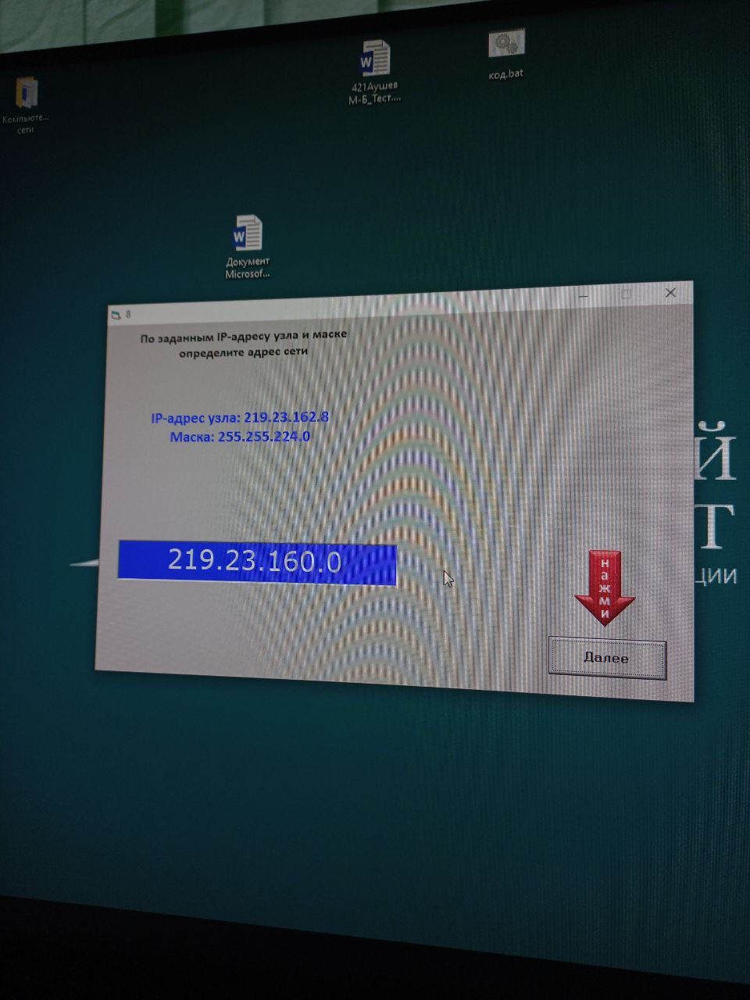 421Аушев
М-Б_Тест....
код.bat
Компьюте...
сети
Документ
Microsof...
8
По заданным IP-адресу узла и маске
определите адрес сети
IP-адрес узла: 219.23.162.8
Маска: 255.255.224.0
Й
Т
ЦИИ
219.23.160.0
нажми
Далее